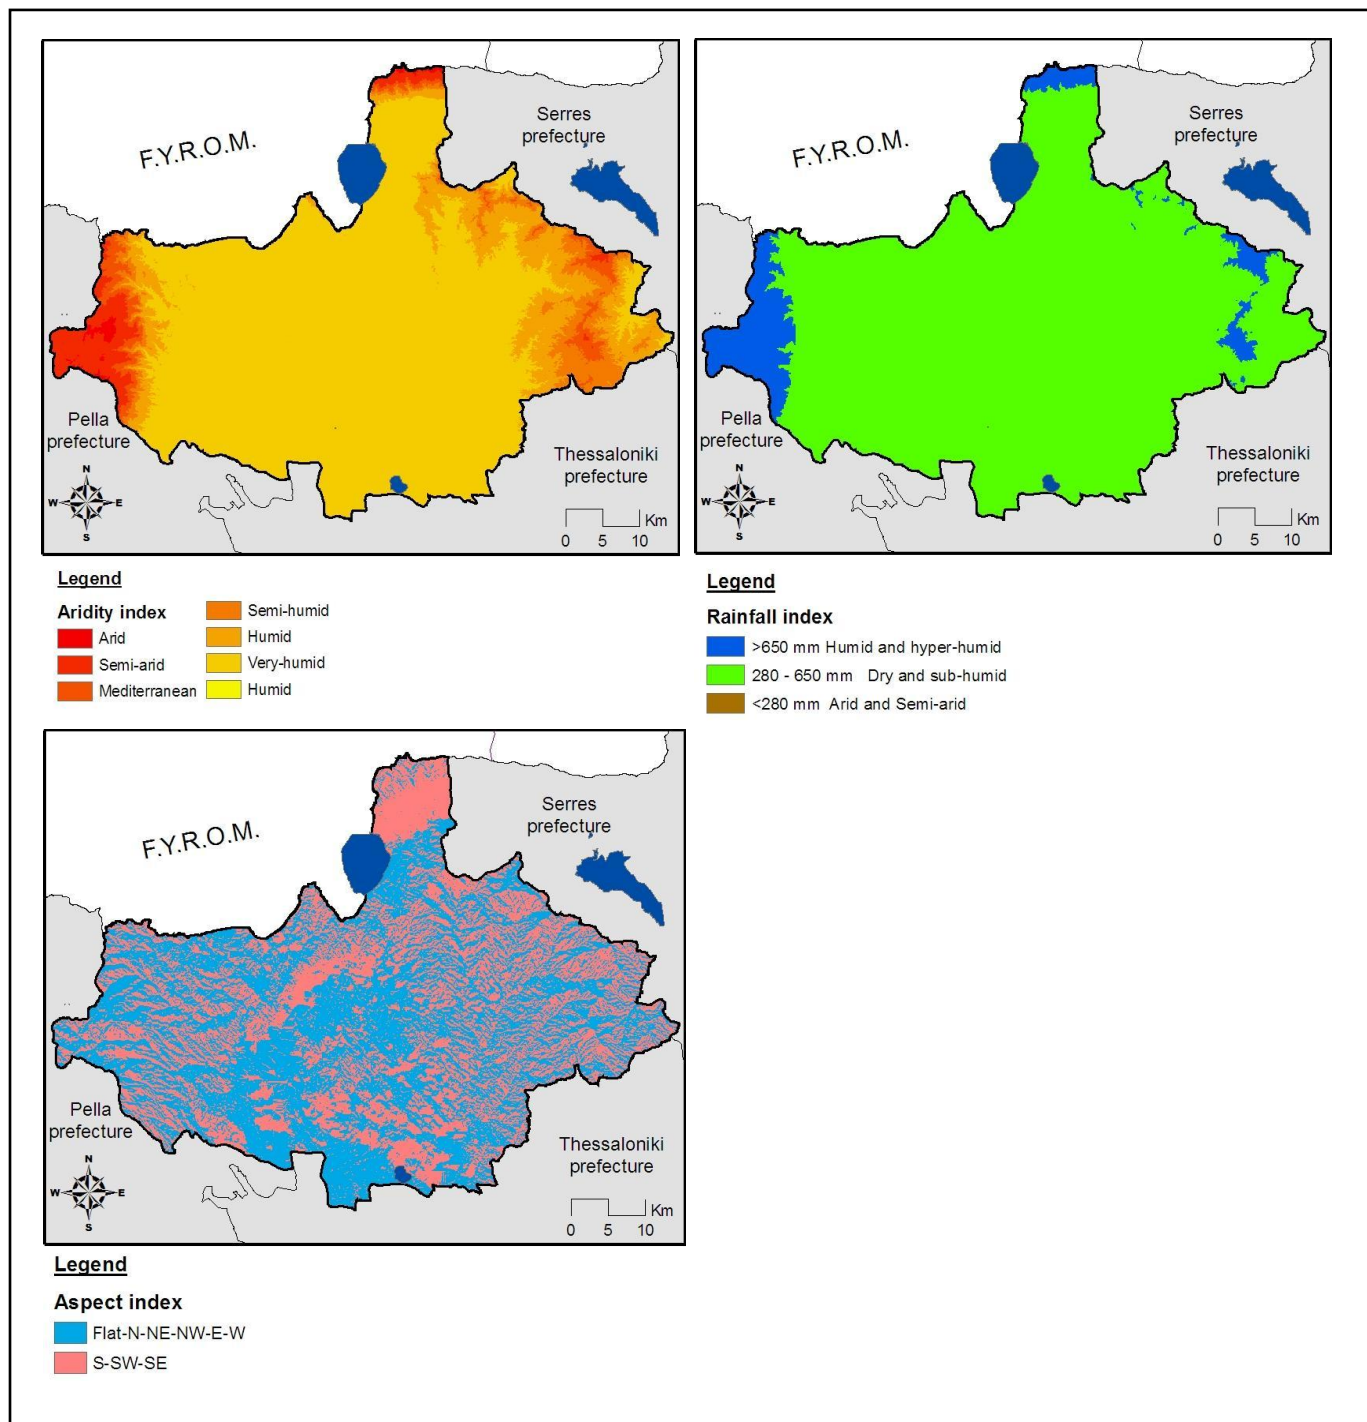 F.Y.R.O.M.
Serres
prefecture
Pella
prefecture
Thessaloniki
prefecture
N
W E
S
Km
0 5 10
Legend
Aridity index
Arid
Semi-arid
Mediterranean
Semi-humid
Humid
Very-humid
Humid
F.Y.R.O.M.
Serres
prefecture
Pella
prefecture
Thessaloniki
prefecture
N
W E
S
Km
0 5 10
Legend
Rainfall index
>650 mm Humid and hyper-humid
280 - 650 mm Dry and sub-humid
<280 mm Arid and Semi-arid
F.Y.R.O.M.
Serres
prefecture
Pella
prefecture
Thessaloniki
prefecture
N
W E
S
Km
0 5 10
Legend
Aspect index
Flat-N-NE-NW-E-W
S-SW-SE